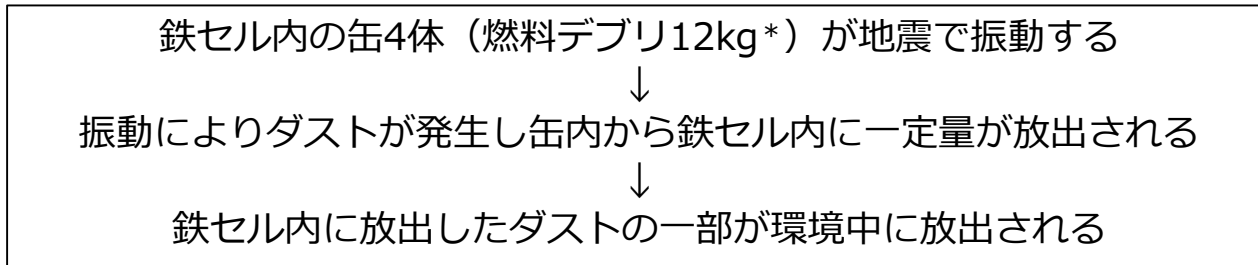 鉄セル内の缶4体（燃料デブリ12kg*）が地震で振動する
↓
振動によりダストが発生し缶内から鉄セル内に一定量が放出される
↓
鉄セル内に放出したダストの一部が環境中に放出される